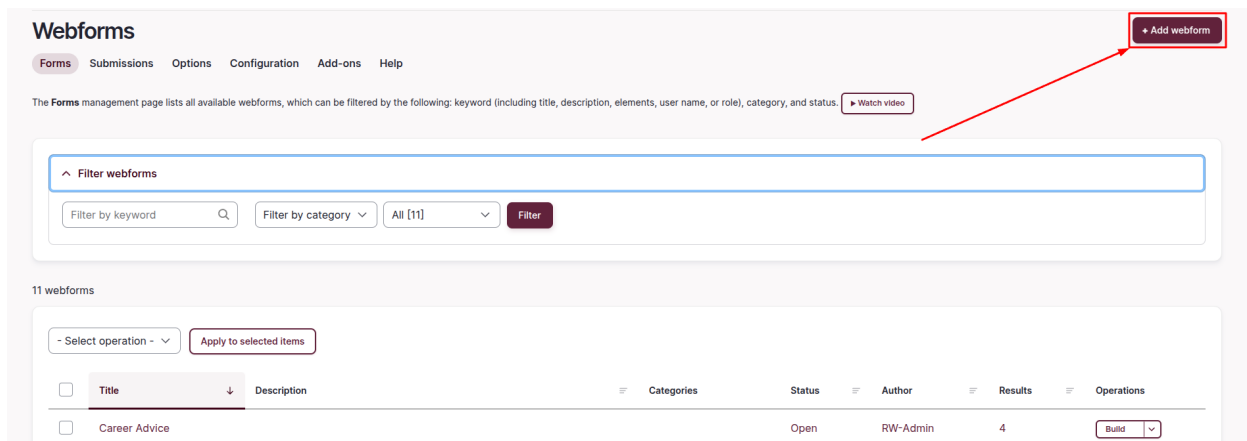 Webforms
+ Add webform
Forms Submissions Options Configuration Add-ons Help
The Forms management page lists all available webforms, which can be filtered by the following: keyword (including title, description, elements, user name, or role), category, and status. ▶ Watch video
Filter webforms
Filter by keyword Filter by category All [11] Filter
11 webforms
- Select operation - Apply to selected items
Title ↓ Description Categories Status Author Results Operations
Career Advice Open RW-Admin 4 Build